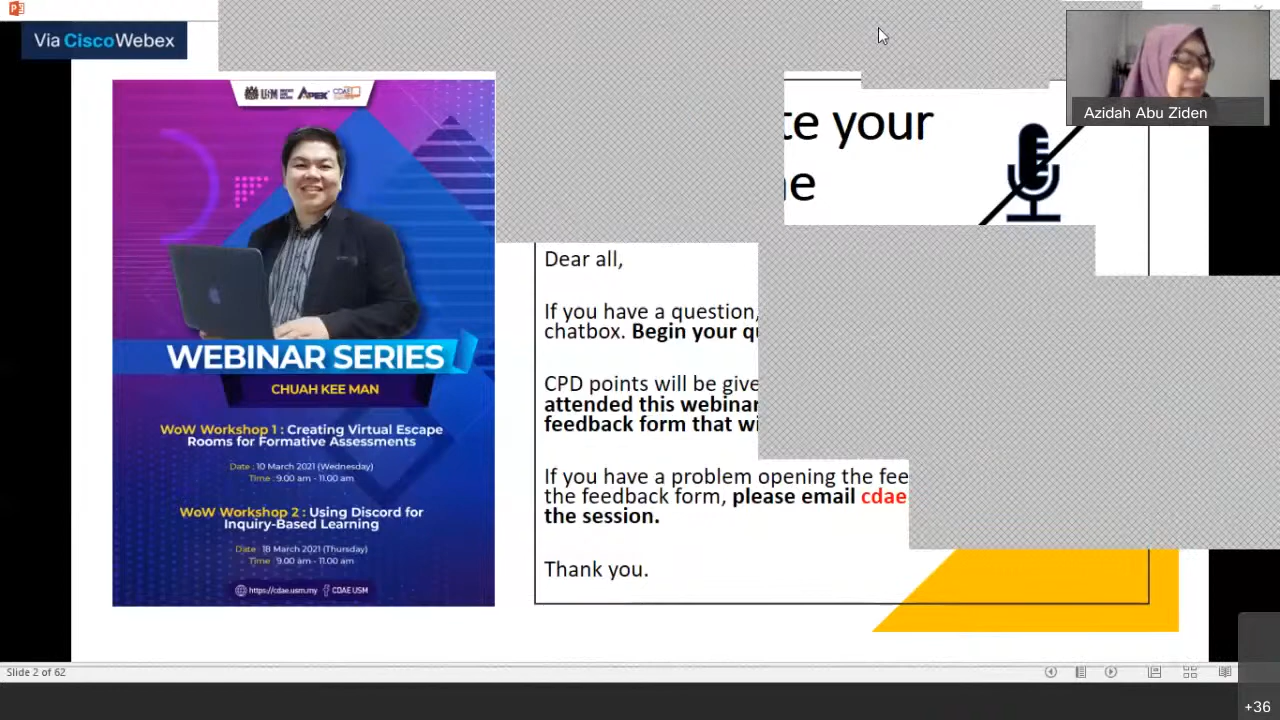 Via CiscoWebex
USM
APEX
CDAE
WEBINAR SERIES
CHUAH KEE MAN
WoW Workshop 1 : Creating Virtual Escape
Rooms for Formative Assessments
Date : 10 March 2021 (Wednesday)
Time : 9.00 am - 11.00 am
WoW Workshop 2 : Using Discord for
Inquiry-Based Learning
Date : 18 March 2021 (Thursday)
Time : 9.00 am - 11.00 am
https://cdae.usm.my CDAE USM
your
Dear all,
If you have a question,
chatbox. Begin your
CPD points will be
attended this webinar
feedback form that
If you have a problem opening the
the feedback form, please email cdae
the session.
Thank you.
Azidah Abu Ziden
Slide 2 of 62
+36